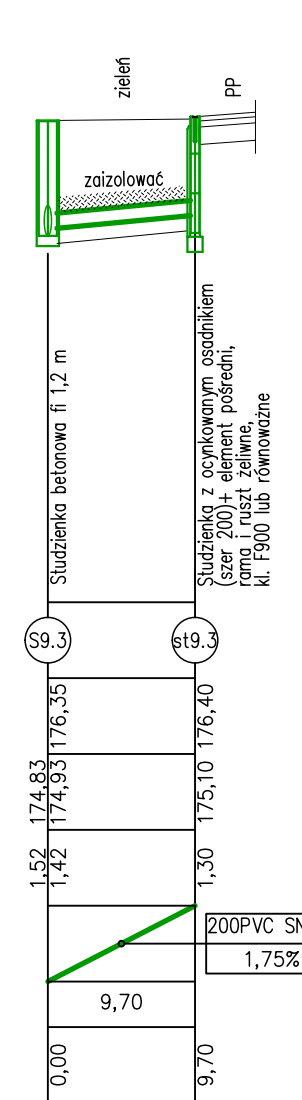 zieleń
PP
zaizolować
Studzienka betonowa fi 1,2 m
Studzienka z ocynkowanym osadnikiem
(szer 200)+ element pośredni,
rama i ruszt żeliwne,
kl. F900 lub równoważne
S9.3
st9.3
176,35
176,40
174,83
174,93
175,10
1,52
1,42
1,30
200PVC SN
1,75%
9,70
0,00
9,70